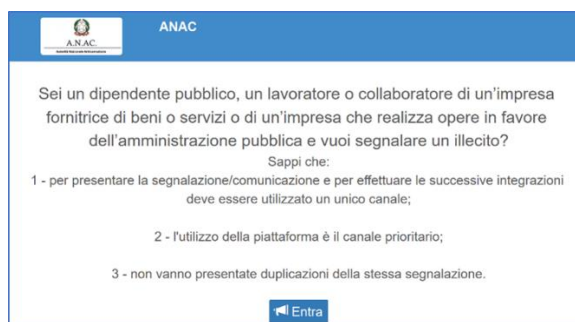 A.N.AC.
ANAC
Sei un dipendente pubblico, un lavoratore o collaboratore di un'impresa
fornitrice di beni o servizi o di un'impresa che realizza opere in favore
dell'amministrazione pubblica e vuoi segnalare un illecito?
Sappi che:
1 - per presentare la segnalazione/comunicazione e per effettuare le successive integrazioni
deve essere utilizzato un unico canale;
2 - l'utilizzo della piattaforma è il canale prioritario;
3 - non vanno presentate duplicazioni della stessa segnalazione.
Entra